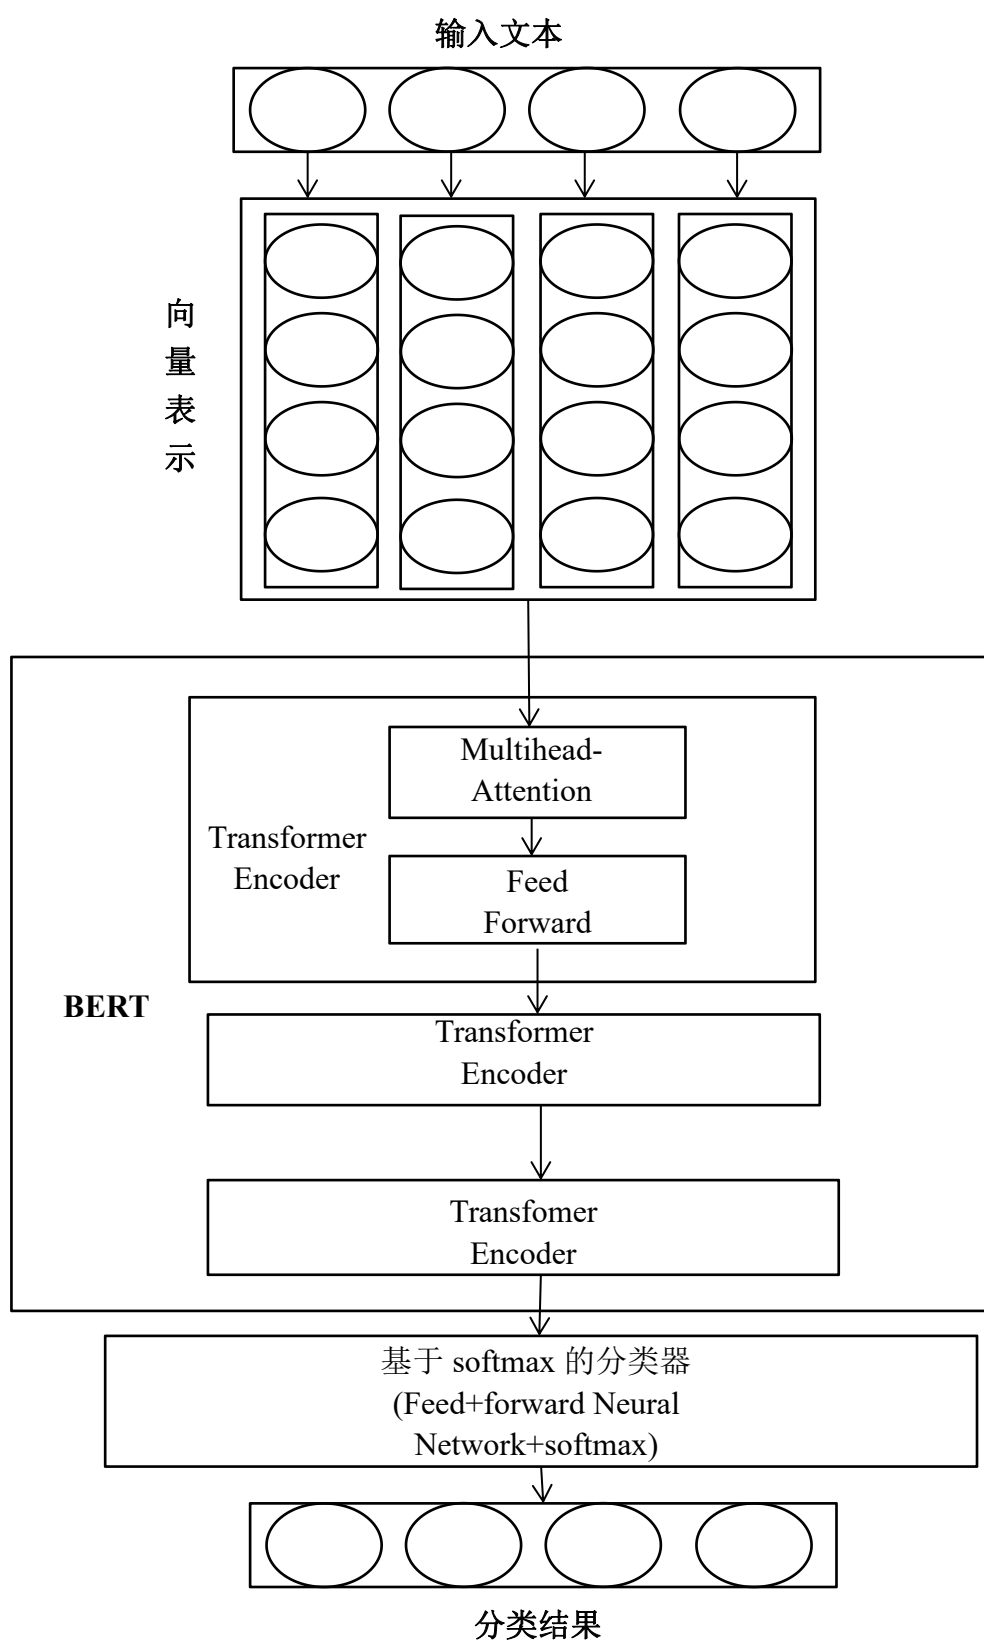 输入文本
向
量
表
示
Multihead-
Attention
Transformer
Encoder
Feed
Forward
BERT
Transformer
Encoder
Transfomer
Encoder
基于 softmax 的分类器
(Feed+forward Neural
Network+softmax)
分类结果